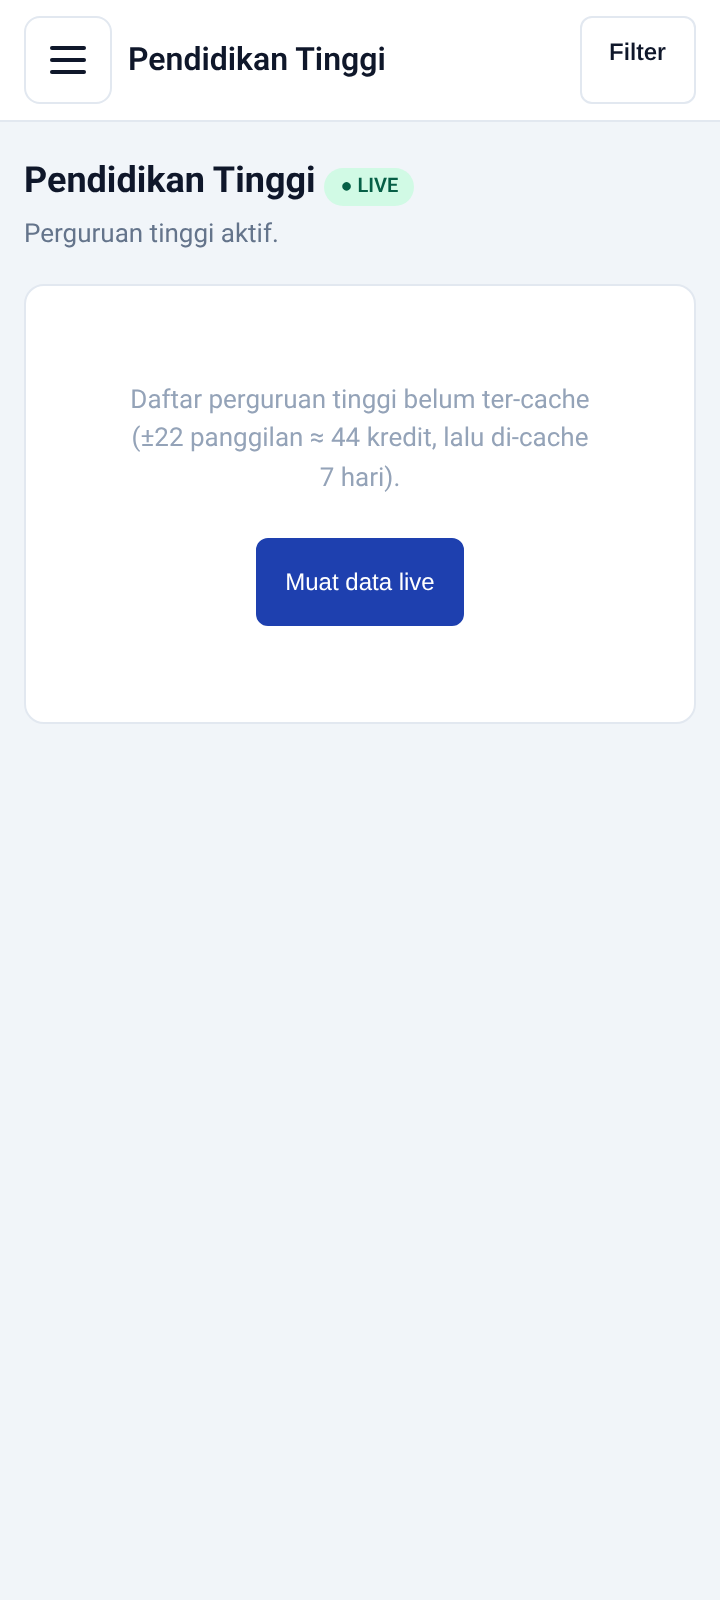 Pendidikan Tinggi
Filter
Pendidikan Tinggi
● LIVE
Perguruan tinggi aktif.
Daftar perguruan tinggi belum ter-cache
(±22 panggilan ≈ 44 kredit, lalu di-cache
7 hari).
Muat data live